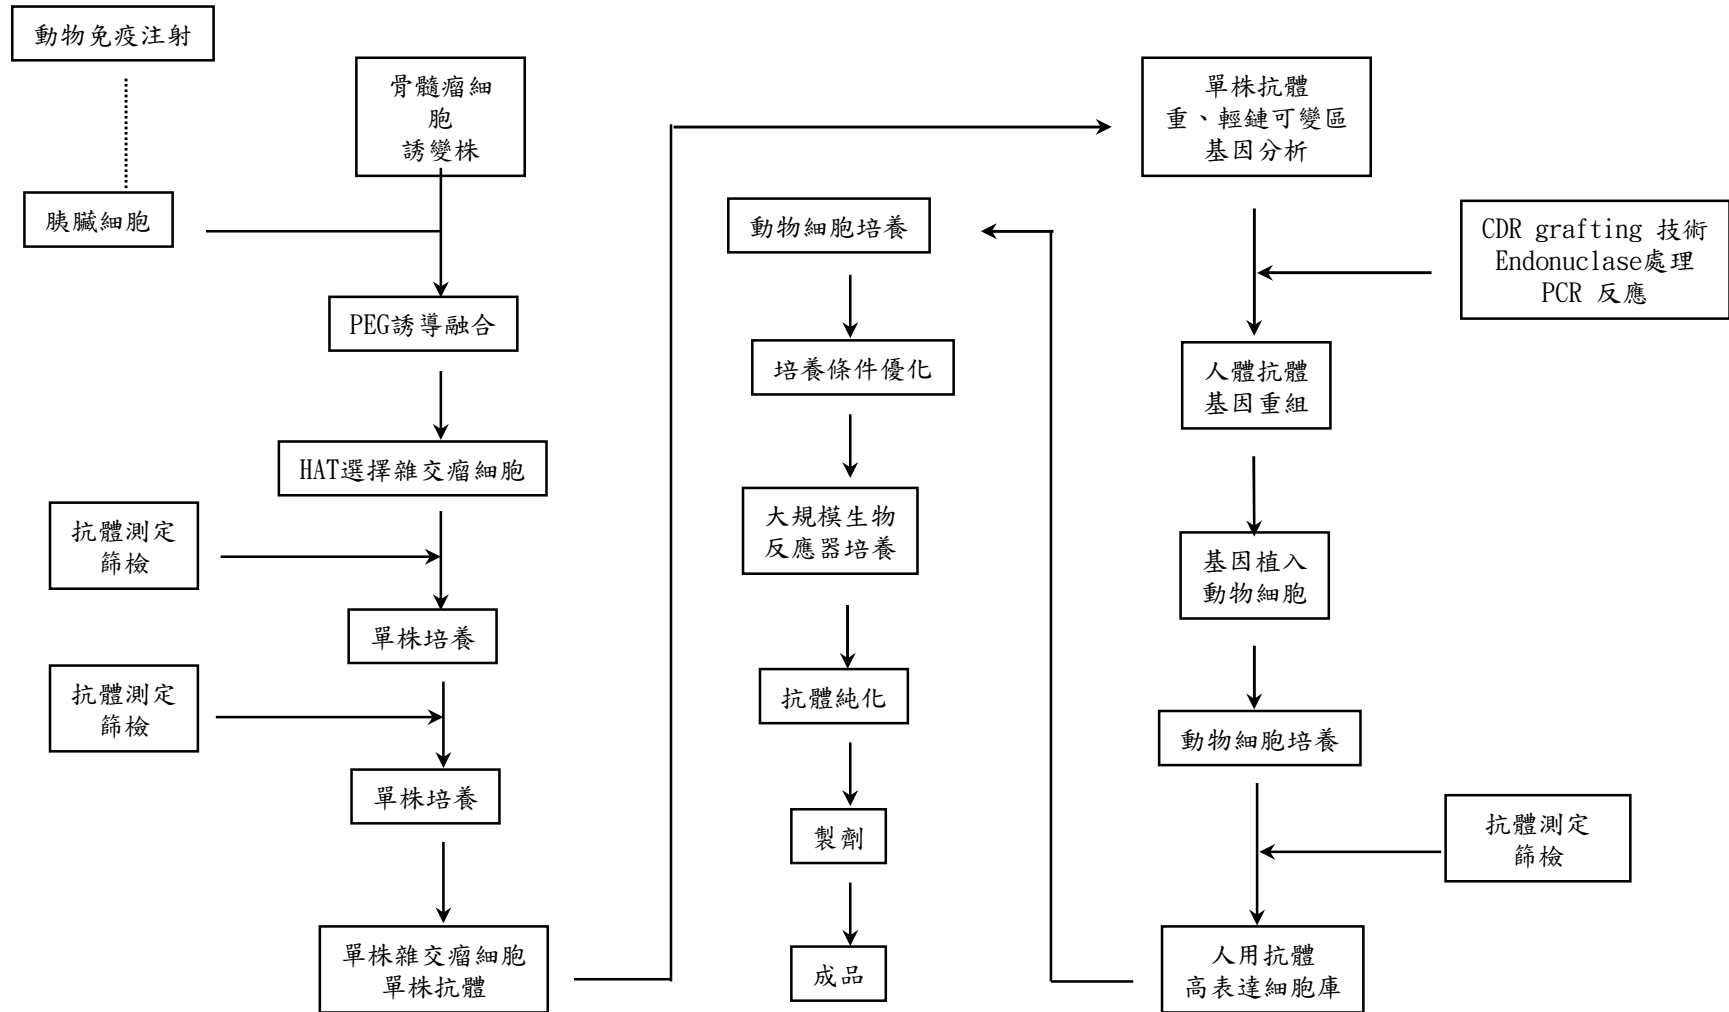 動物免疫注射
骨髓瘤細
胞
誘變株
胰臟細胞
PEG誘導融合
HAT選擇雜交瘤細胞
抗體測定
篩檢
單株培養
抗體測定
篩檢
單株培養
單株雜交瘤細胞
單株抗體
單株抗體
重、輕鏈可變區
基因分析
CDR grafting 技術
Endonuclase處理
PCR 反應
人體抗體
基因重組
基因植入
動物細胞
動物細胞培養
抗體測定
篩檢
人用抗體
高表達細胞庫
動物細胞培養
培養條件優化
大規模生物
反應器培養
抗體純化
製劑
成品